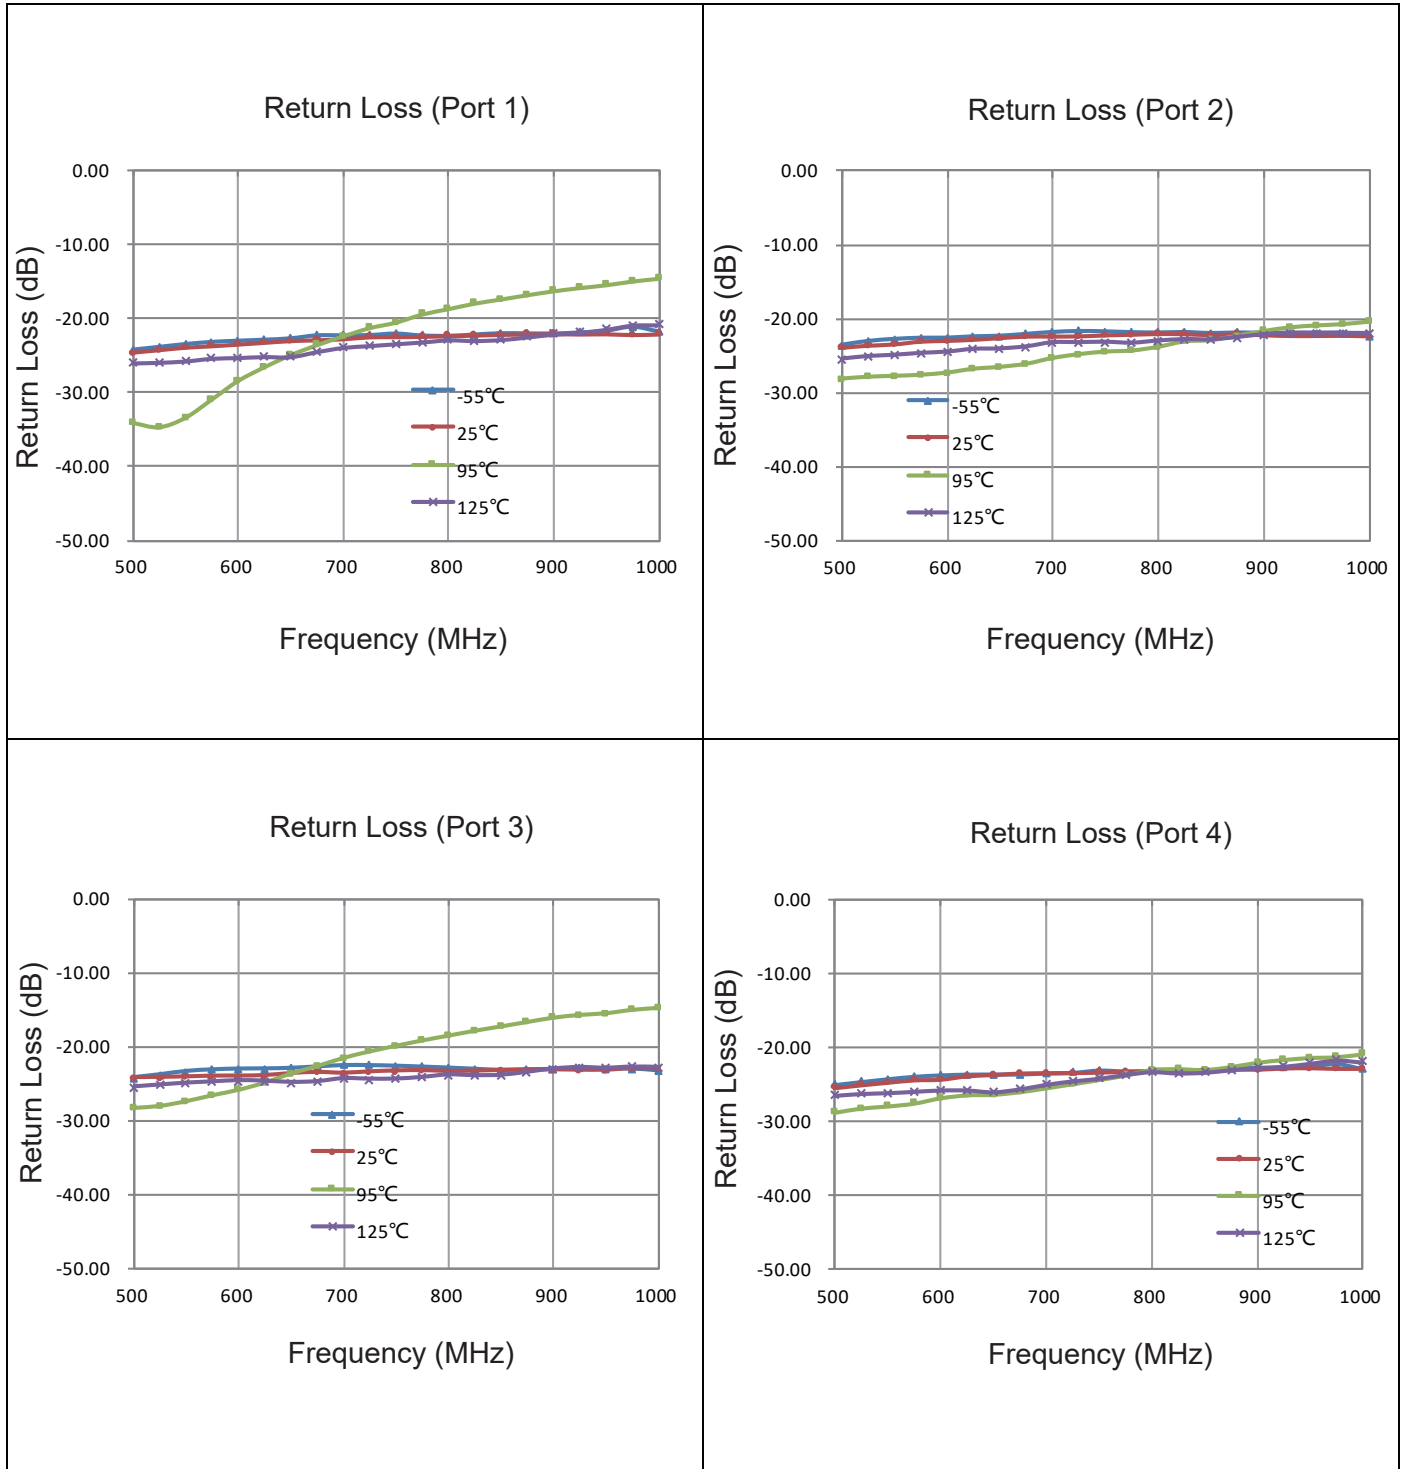 Return Loss (Port 1)
Return Loss (dB)
0.00
-10.00
-20.00
-30.00
-40.00
-50.00
-55℃
25℃
95℃
125℃
500 600 700 800 900 1000
Frequency (MHz)
Return Loss (Port 2)
Return Loss (dB)
0.00
-10.00
-20.00
-30.00
-40.00
-50.00
-55℃
25℃
95℃
125℃
500 600 700 800 900 1000
Frequency (MHz)
Return Loss (Port 3)
Return Loss (dB)
0.00
-10.00
-20.00
-30.00
-40.00
-50.00
-55℃
25℃
95℃
125℃
500 600 700 800 900 1000
Frequency (MHz)
Return Loss (Port 4)
Return Loss (dB)
0.00
-10.00
-20.00
-30.00
-40.00
-50.00
-55℃
25℃
95℃
125℃
500 600 700 800 900 1000
Frequency (MHz)